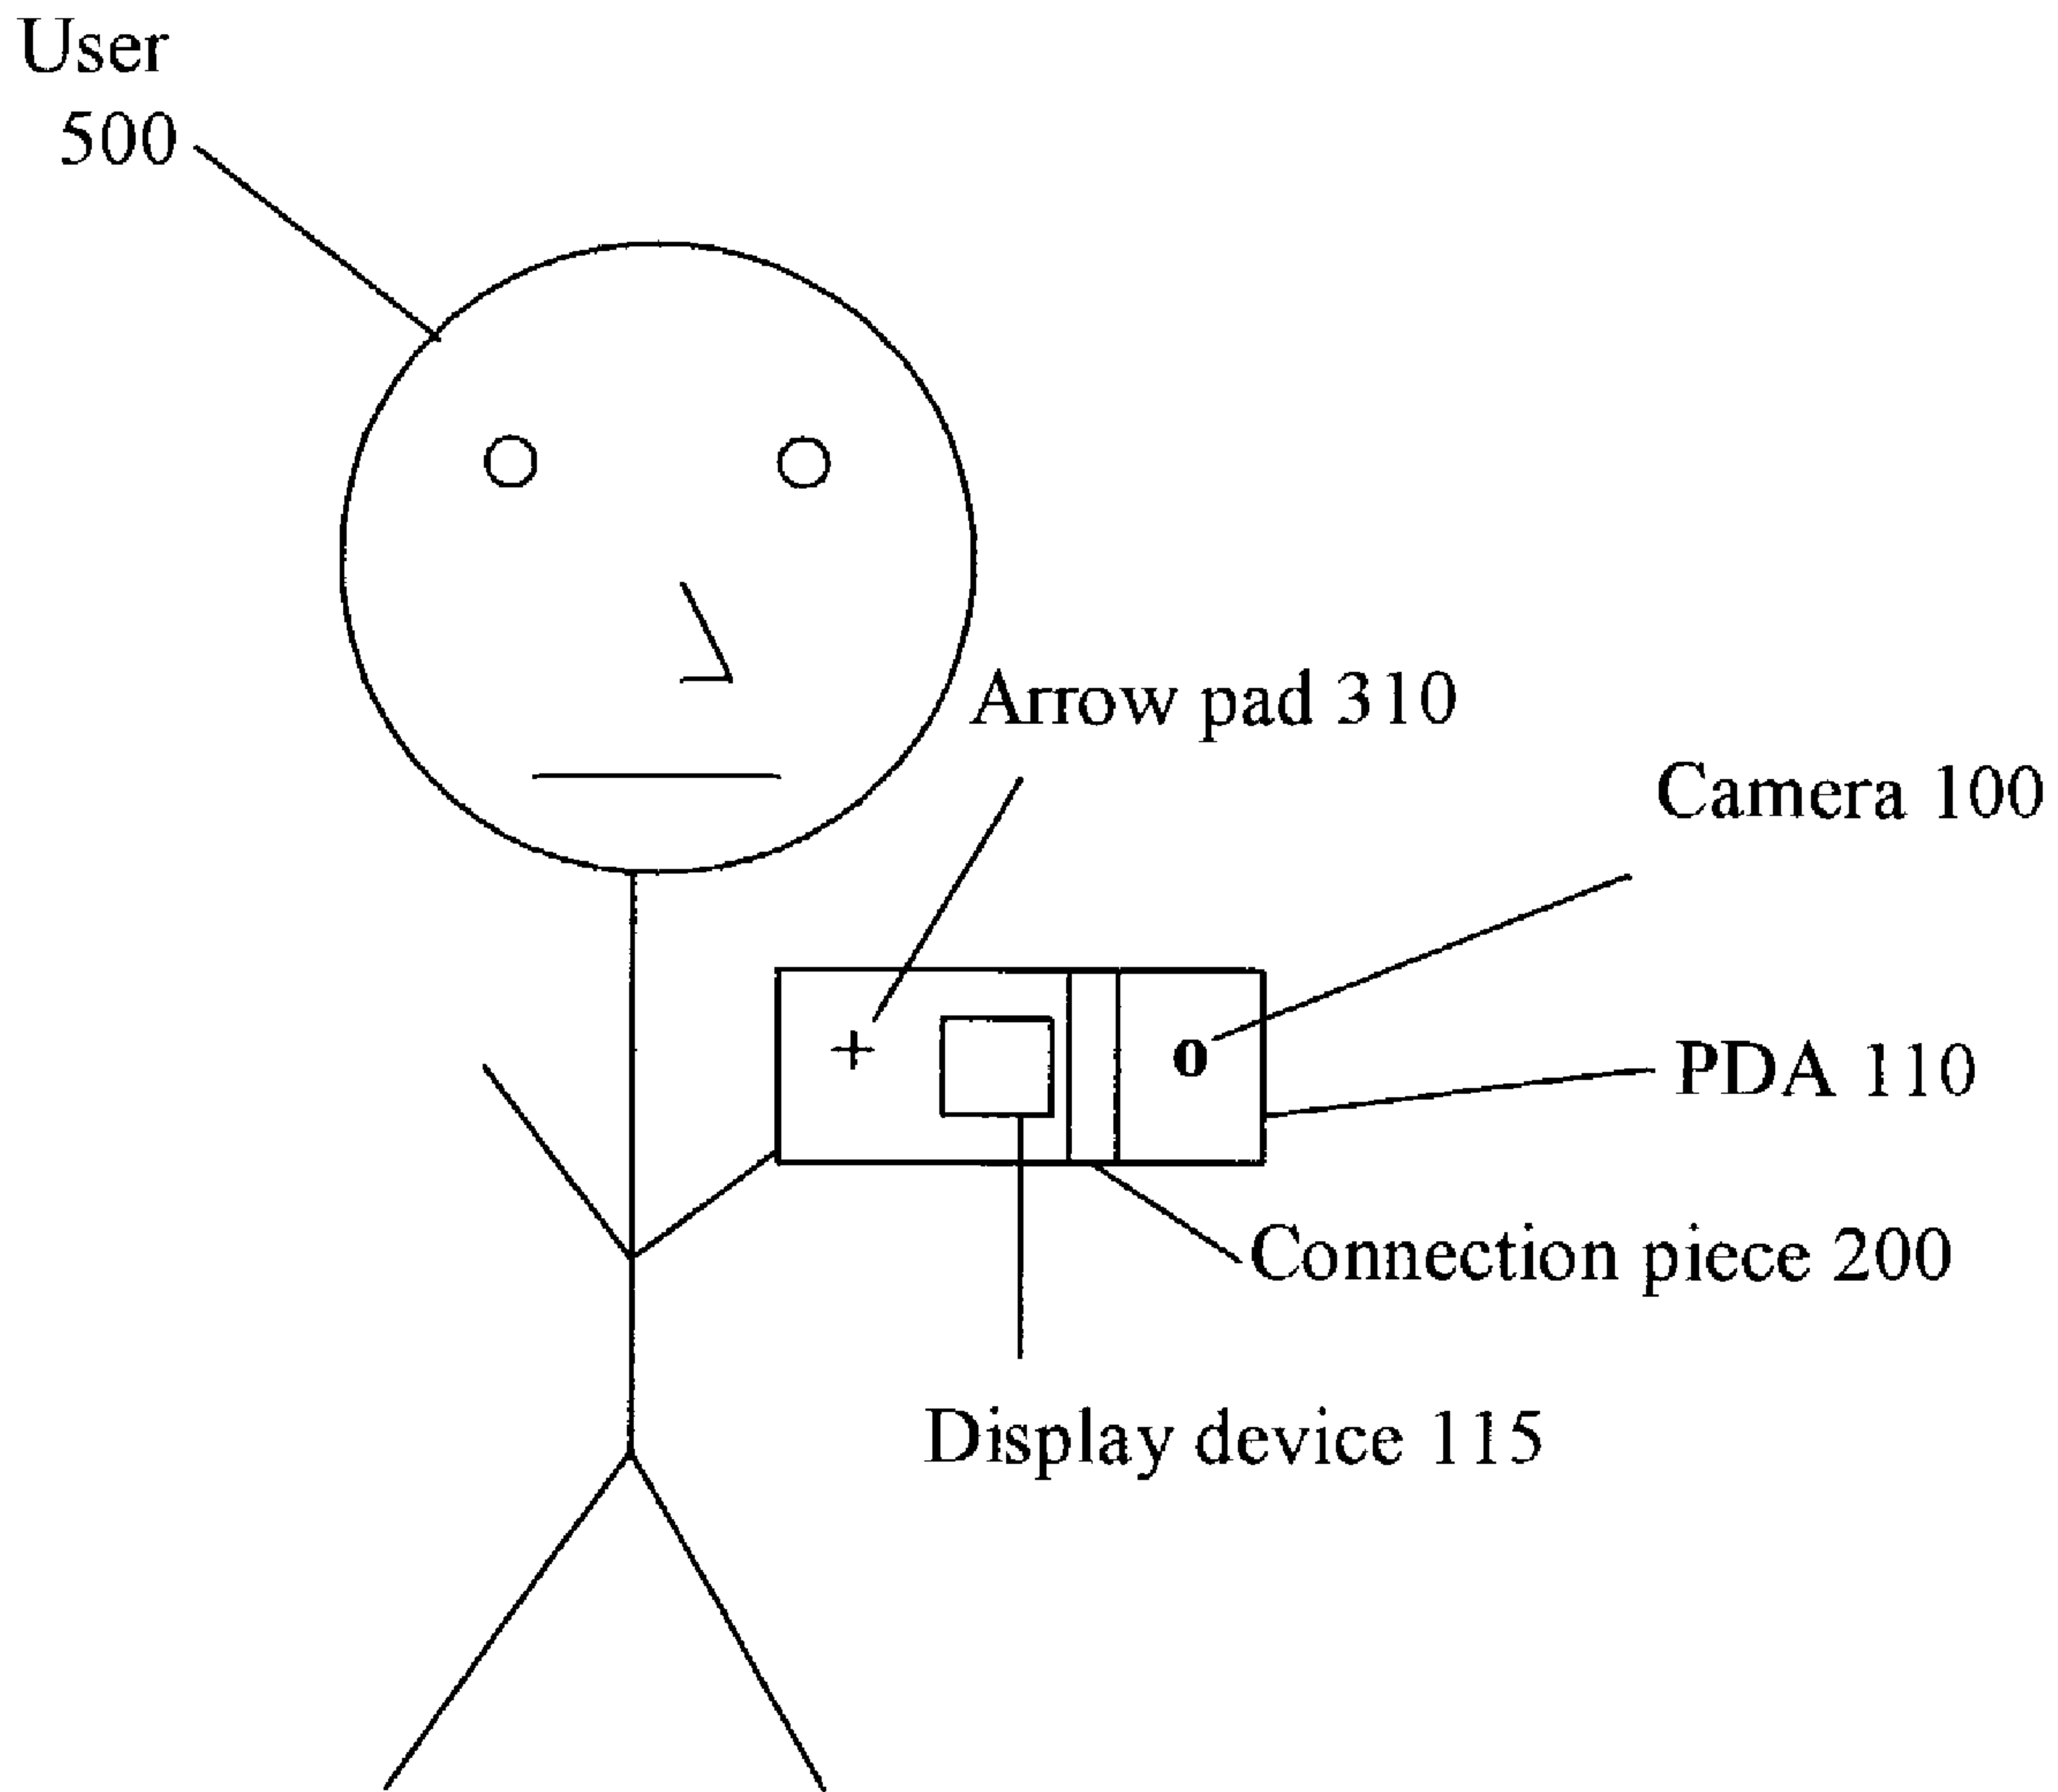 User
500
Arrow pad 310
Camera 100
PDA 110
Connection piece 200
Display device 115